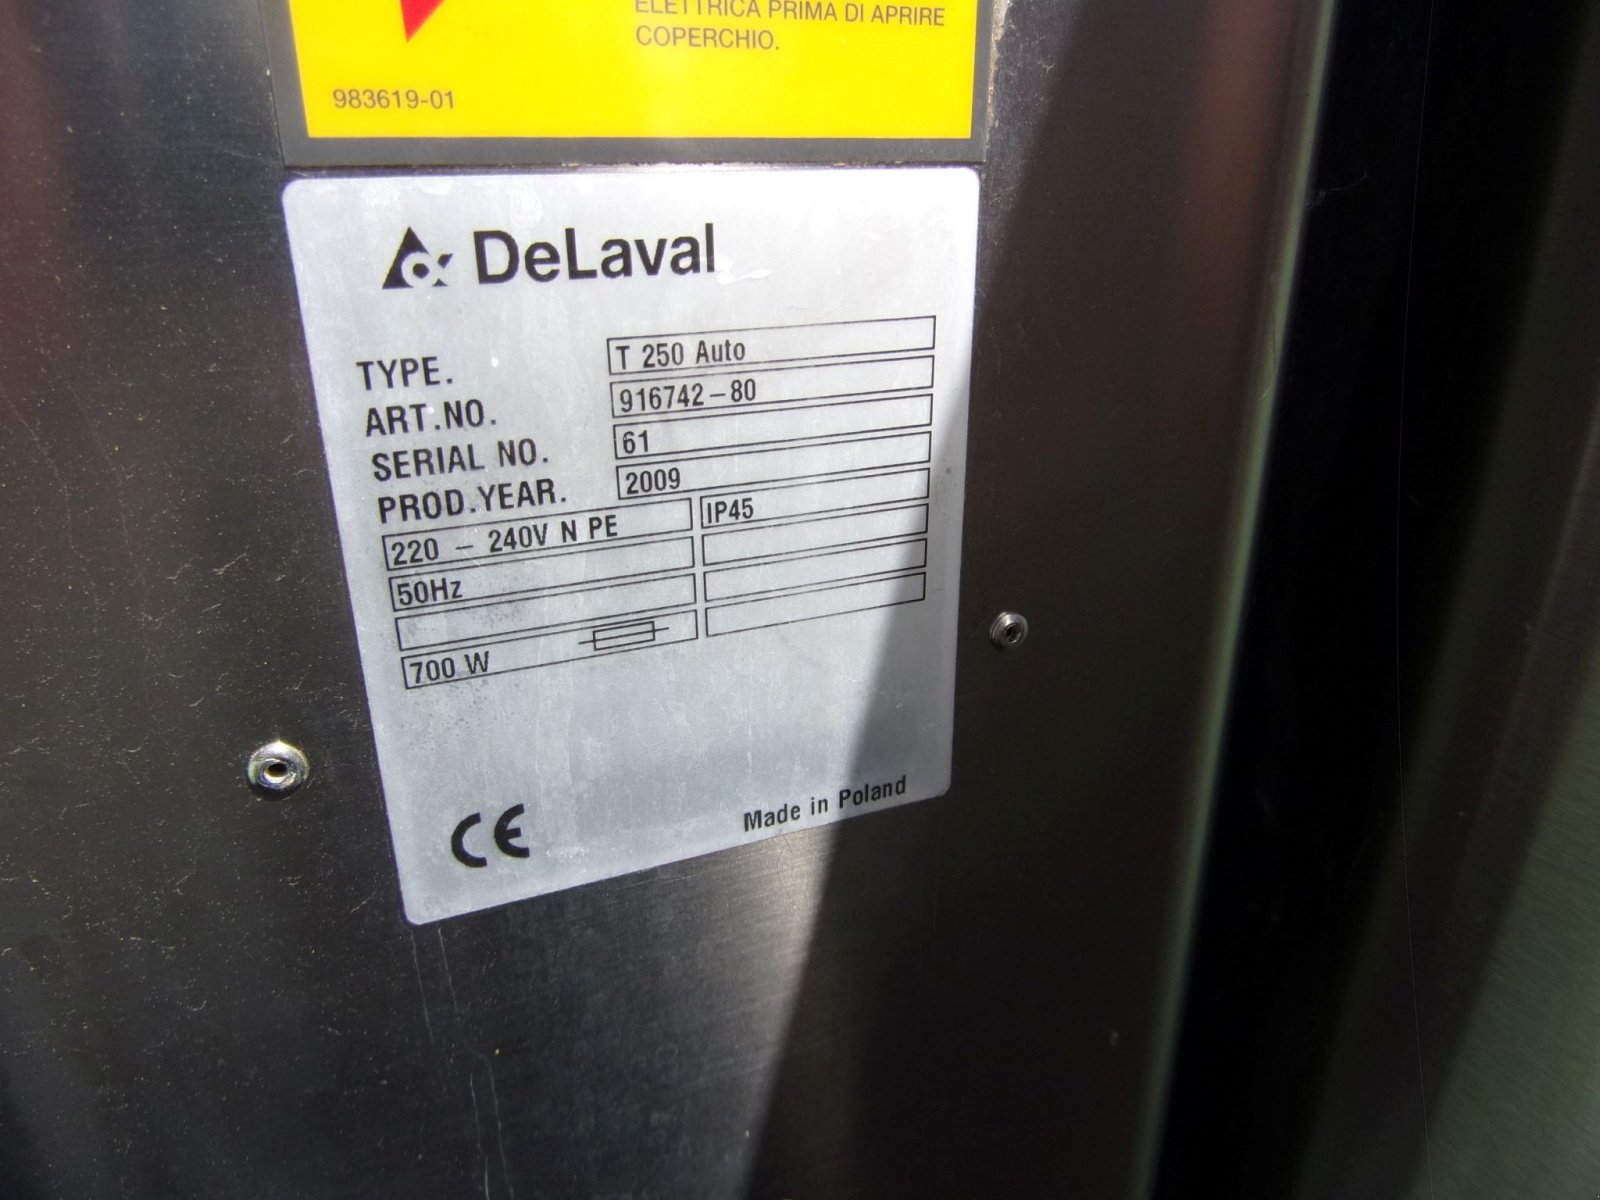 ELETTRICA PRIMA DI APRIRE
COPERCHIO.
983619-01
DeLaval
TYPE. T 250 Auto
ART.NO. 916742-80
SERIAL NO. 61
PROD.YEAR. 2009
220 - 240V N PE IP45
50Hz
700 W
CE Made in Poland